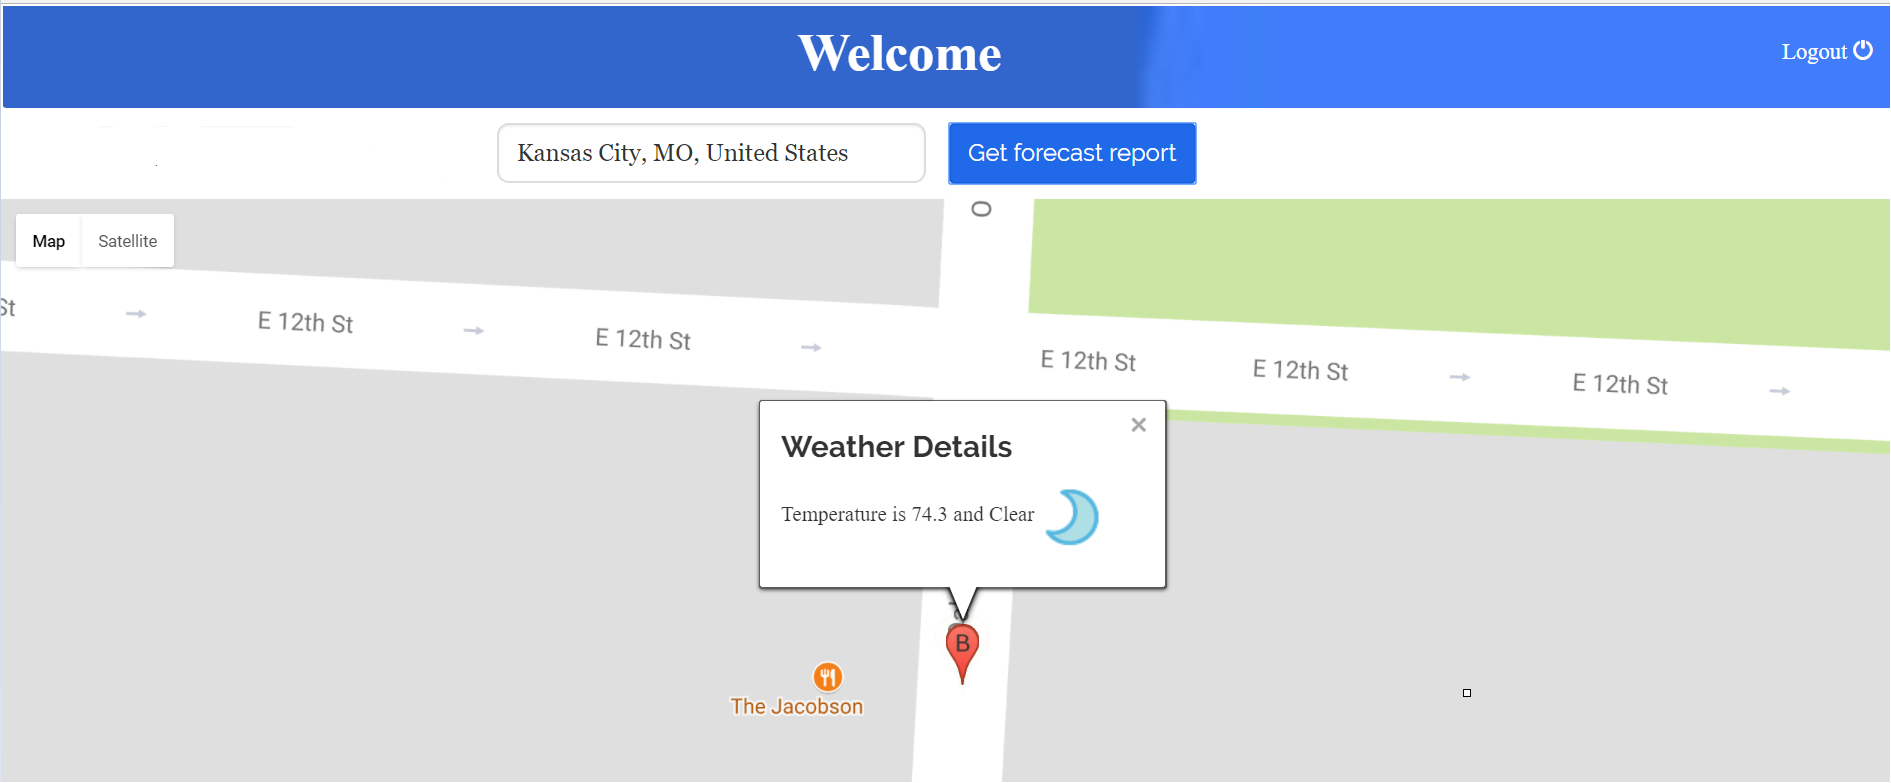 Welcome
Logout
Kansas City, MO, United States
Get forecast report
Map
Satellite
O
St
E 12th St
E 12th St
E 12th St
E 12th St
E 12th St
Weather Details
Temperature is 74.3 and Clear
B
The Jacobson